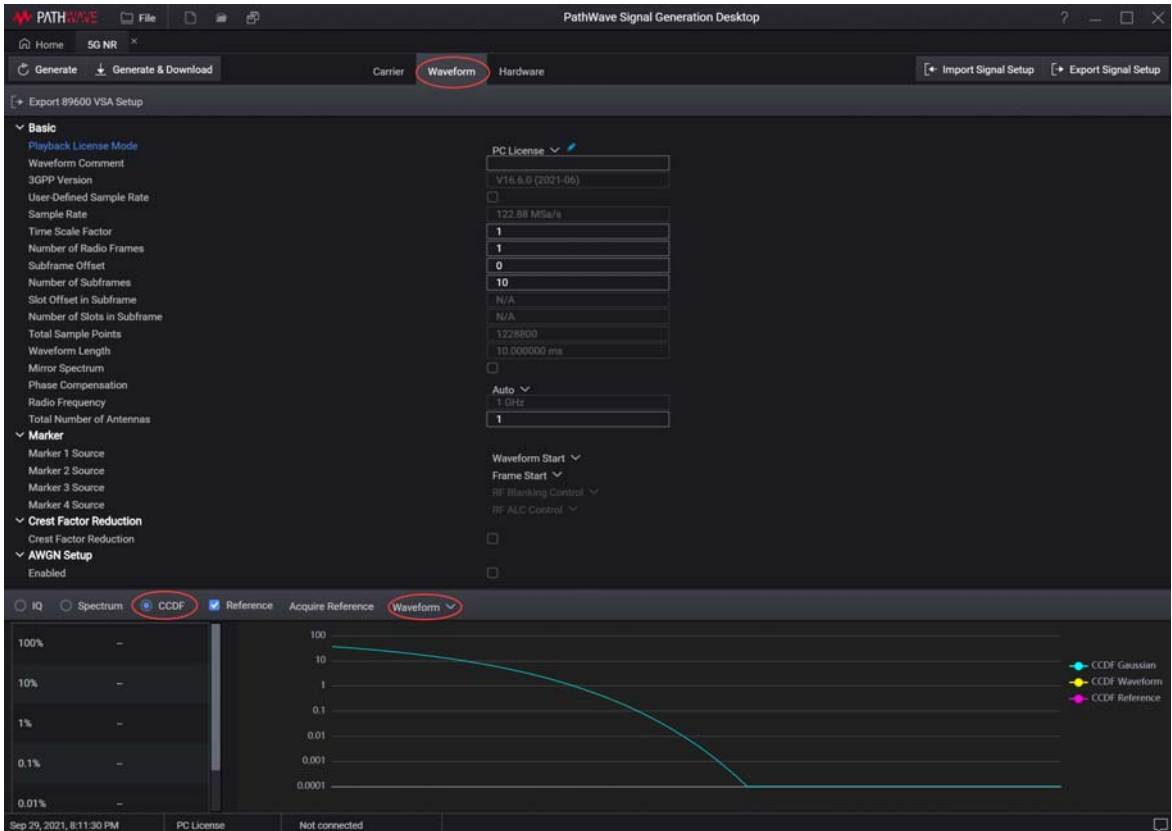 PATHWAVE File PathWave Signal Generation Desktop ?
Home 5G NR ×
Generate Generate & Download Carrier Waveform Hardware Import Signal Setup Export Signal Setup
Export 89600 VSA Setup
Basic
Playback License Mode PC License
Waveform Comment
3GPP Version V16.6.0 (2021-06)
User-Defined Sample Rate
Sample Rate 122.88 MSa/s
Time Scale Factor 1
Number of Radio Frames 1
Subframe Offset 0
Number of Subframes 10
Slot Offset in Subframe N/A
Number of Slots in Subframe N/A
Total Sample Points 1228800
Waveform Length 10.000000 ms
Mirror Spectrum
Phase Compensation Auto
Radio Frequency 1 GHz
Total Number of Antennas 1
Marker
Marker 1 Source Waveform Start
Marker 2 Source Frame Start
Marker 3 Source RF Blanking Control
Marker 4 Source RF ALC Control
Crest Factor Reduction
Crest Factor Reduction
AWGN Setup
Enabled
IQ Spectrum CCDF Reference Acquire Reference Waveform
100% –
10% –
1% –
0.1% –
0.01% –
100
10
1
0.1
0.01
0.001
0.0001
CCDF Gaussian
CCDF Waveform
CCDF Reference
Sep 29, 2021, 8:11:30 PM PC License Not connected